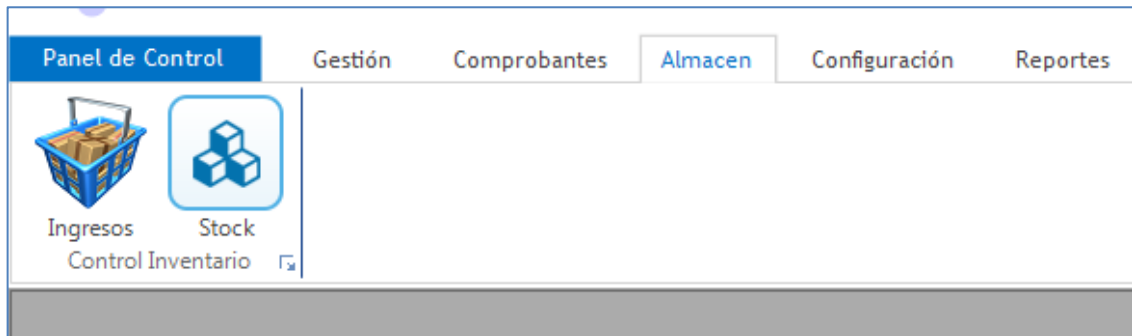 Panel de Control Gestión Comprobantes Almacen Configuración Reportes
Ingresos Stock
Control Inventario